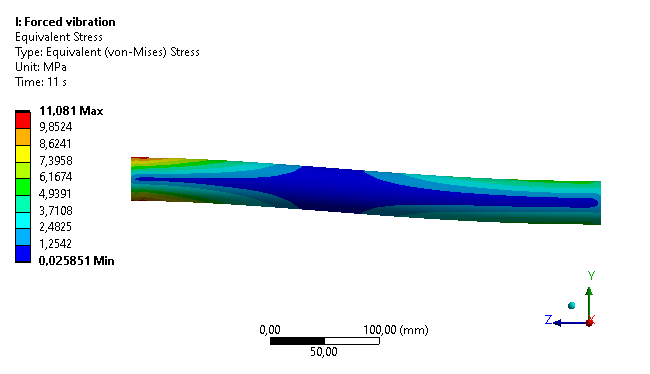 I: Forced vibration
Equivalent Stress
Type: Equivalent (von-Mises) Stress
Unit: MPa
Time: 11 s
11,081 Max
9,8524
8,6241
7,3958
6,1674
4,9391
3,7108
2,4825
1,2542
0,025851 Min
Y
Z
X
0,00
100,00 (mm)
50,00